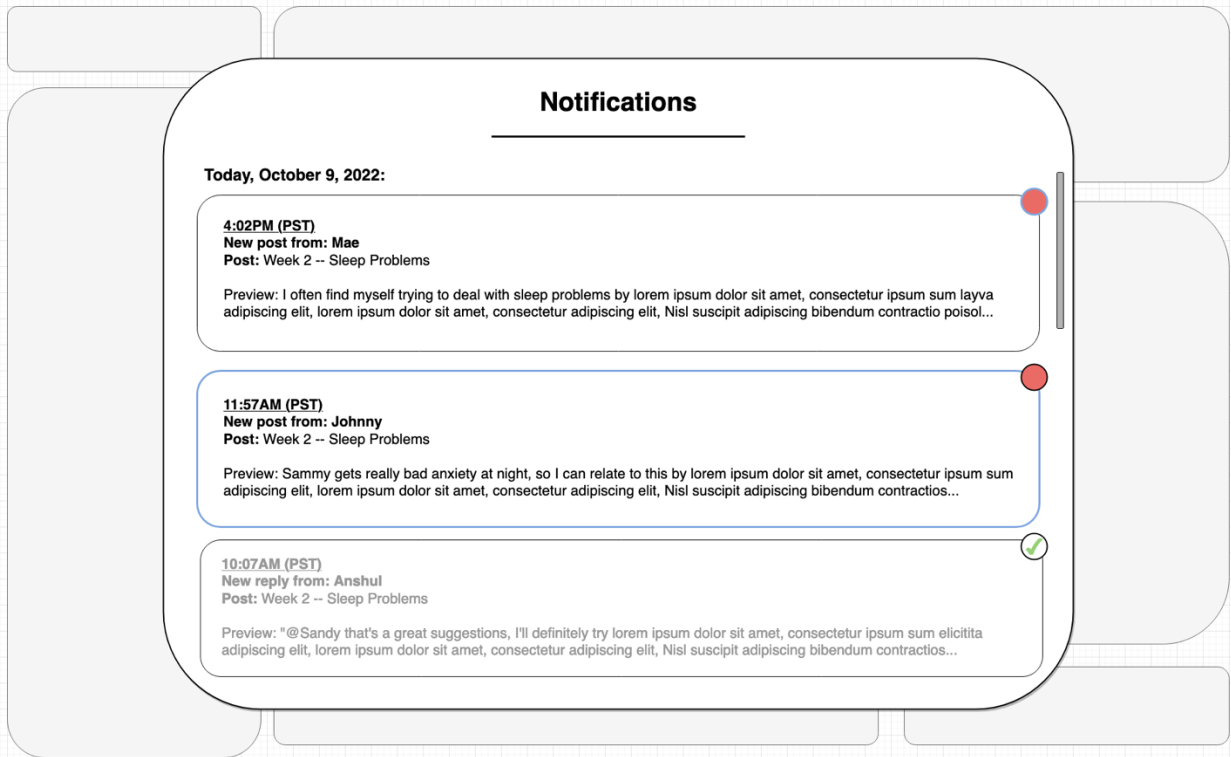 Notifications
Today, October 9, 2022:
4:02PM (PST)
New post from: Mae
Post: Week 2 -- Sleep Problems
Preview: I often find myself trying to deal with sleep problems by lorem ipsum dolor sit amet, consectetur ipsum sum layva
adipiscing elit, lorem ipsum dolor sit amet, consectetur adipiscing elit, Nisl suscipit adipiscing bibendum contractio poisol...
11:57AM (PST)
New post from: Johnny
Post: Week 2 -- Sleep Problems
Preview: Sammy gets really bad anxiety at night, so I can relate to this by lorem ipsum dolor sit amet, consectetur ipsum sum
adipiscing elit, lorem ipsum dolor sit amet, consectetur adipiscing elit, Nisl suscipit adipiscing bibendum contractios...
10:07AM (PST)
New reply from: Anshul
Post: Week 2 -- Sleep Problems
Preview: "@Sandy that's a great suggestions, I'll definitely try lorem ipsum dolor sit amet, consectetur ipsum sum elicitita
adipiscing elit, lorem ipsum dolor sit amet, consectetur adipiscing elit, Nisl suscipit adipiscing bibendum contractios...